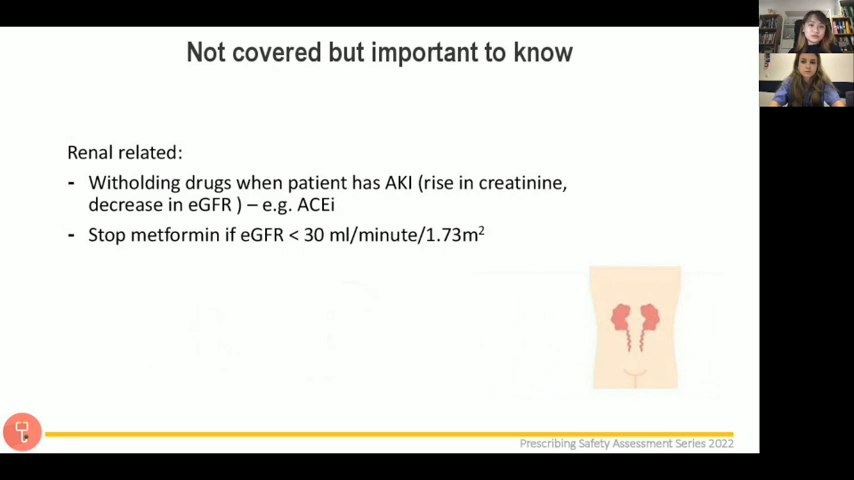 Not covered but important to know
Renal related:
- Witholding drugs when patient has AKI (rise in creatinine,
decrease in eGFR ) – e.g. ACEi
- Stop metformin if eGFR < 30 ml/minute/1.73m²
Prescribing Safety Assessment Series 2022